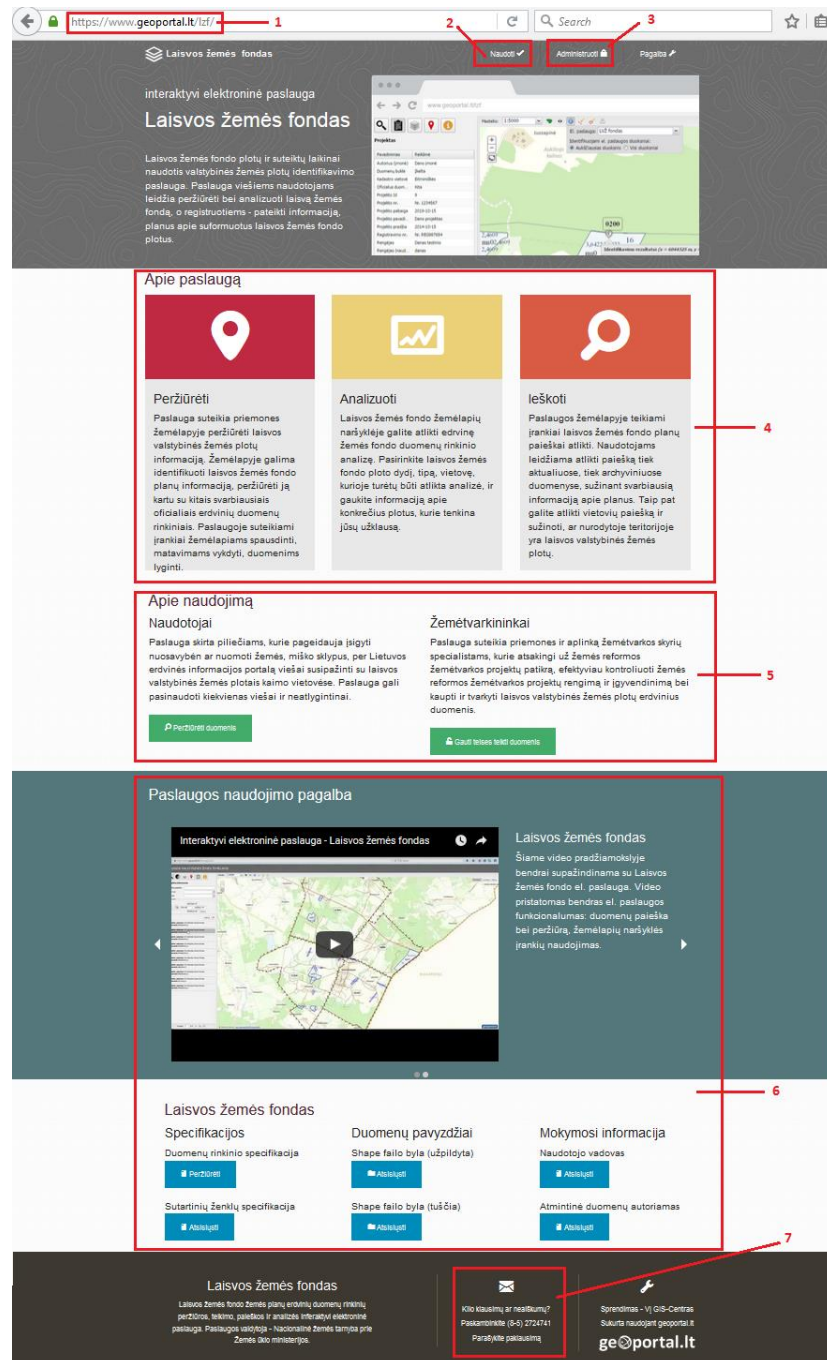 https://www.geoportal.lt/lzf/
1
2
3
Search
Laisvos žemės fondas
Naudoti
Administruoti
Pagalba
interaktyvi elektroninė paslauga
Laisvos žemės fondas
Laisvos žemės fondo plotų ir suteiktų laikinai
naudotis valstybinės žemės plotų identifikavimo
paslauga. Paslauga viešiems naudotojams
leidžia peržiūrėti bei analizuoti laisvą žemės
fondą, o registruotiems - pateikti informaciją,
planus apie suformuotus laisvos žemės fondo
plotus.
Projektas
Apie paslaugą
Peržiūrėti
Paslauga suteikia priemones
žemėlapyje peržiūrėti laisvos
valstybinės žemės plotų
informaciją. Žemėlapyje galima
identifikuoti laisvos žemės fondo
planų informaciją, peržiūrėti ją
kartu su kitais svarbiausiais
oficialiais erdvinių duomenų
rinkiniais. Paslaugoje suteikiami
įrankiai žemėlapiams spausdinti,
matavimams vykdyti, duomenims
lyginti.
Analizuoti
Laisvos žemės fondo žemėlapių
naršyklėje galite atlikti edrvinę
žemės fondo duomenų rinkinio
analizę. Pasirinkite laisvos žemės
fondo ploto dydį, tipą, vietovę,
kurioje turėtų būti atlikta analizė, ir
gaukite informaciją apie
konkrečius plotus, kurie tenkina
jūsų užklausą.
Ieškoti
Paslaugos žemėlapyje teikiami
įrankiai laisvos žemės fondo planų
paieškai atlikti. Naudotojams
leidžiama atlikti paiešką tiek
aktualiuose, tiek archyviniuose
duomenyse, sužinant svarbiausią
informaciją apie planus. Taip pat
galite atlikti vietovių paiešką ir
sužinoti, ar nurodytoje teritorijoje
yra laisvos valstybinės žemės
plotų.
4
Apie naudojimą
Naudotojai
Paslauga skirta piliečiams, kurie pageidauja įsigyti
nuosavybėn ar nuomoti žemės, miško sklypus, per Lietuvos
erdvinės informacijos portalą viešai susipažinti su laisvos
valstybinės žemės plotais kaimo vietovėse. Paslauga gali
pasinaudoti kiekvienas viešai ir neatlygintinai.
Peržiūrėti duomenis
Žemėtvarkininkai
Paslauga suteikia priemones ir aplinką žemėtvarkos skyrių
specialistams, kurie atsakingi už žemės reformos
žemėtvarkos projektų patikrą, efektyviau kontroliuoti žemės
reformos žemėtvarkos projektų rengimą ir įgyvendinimą bei
kaupti ir tvarkyti laisvos valstybinės žemės plotų erdvinius
duomenis.
Gauti teises teikti duomenis
5
Paslaugos naudojimo pagalba
Interaktyvi elektroninė paslauga - Laisvos žemės fondas
Laisvos žemės fondas
Šiame video pradžiamokslyje
bendrai supažindinama su Laisvos
žemės fondo el. paslauga. Video
pristatomas bendras el. paslaugos
funkcionalumas: duomenų paieška
bei peržiūrą, žemėlapių naršyklės
įrankių naudojimas.
6
Laisvos žemės fondas
Specifikacijos
Duomenų rinkinio specifikacija
Peržiūrėti
Sutartinių ženklų specifikacija
Atsisiųsti
Duomenų pavyzdžiai
Shape failo byla (užpildyta)
Atsisiųsti
Shape failo byla (tuščia)
Atsisiųsti
Mokymosi informacija
Naudotojo vadovas
Atsisiųsti
Atmintinė duomenų autoriamas
Atsisiųsti
7
Laisvos žemės fondas
Laisvos žemės fondo žemės planų erdvinių duomenų rinkinių
peržiūros, teikimo, paieškos ir analizės interaktyvi elektroninė
paslauga. Paslaugos valdytoja - Nacionalinė žemės tarnyba prie
Žemės ūkio ministerijos.
Kilo klausimų ar neaiškumų?
Paskambinkite (8-5) 2724741
Parašykite paklausimą
Sprendimas - VĮ GIS-Centras
Sukurta naudojant geoportal.lt
geoportal.lt